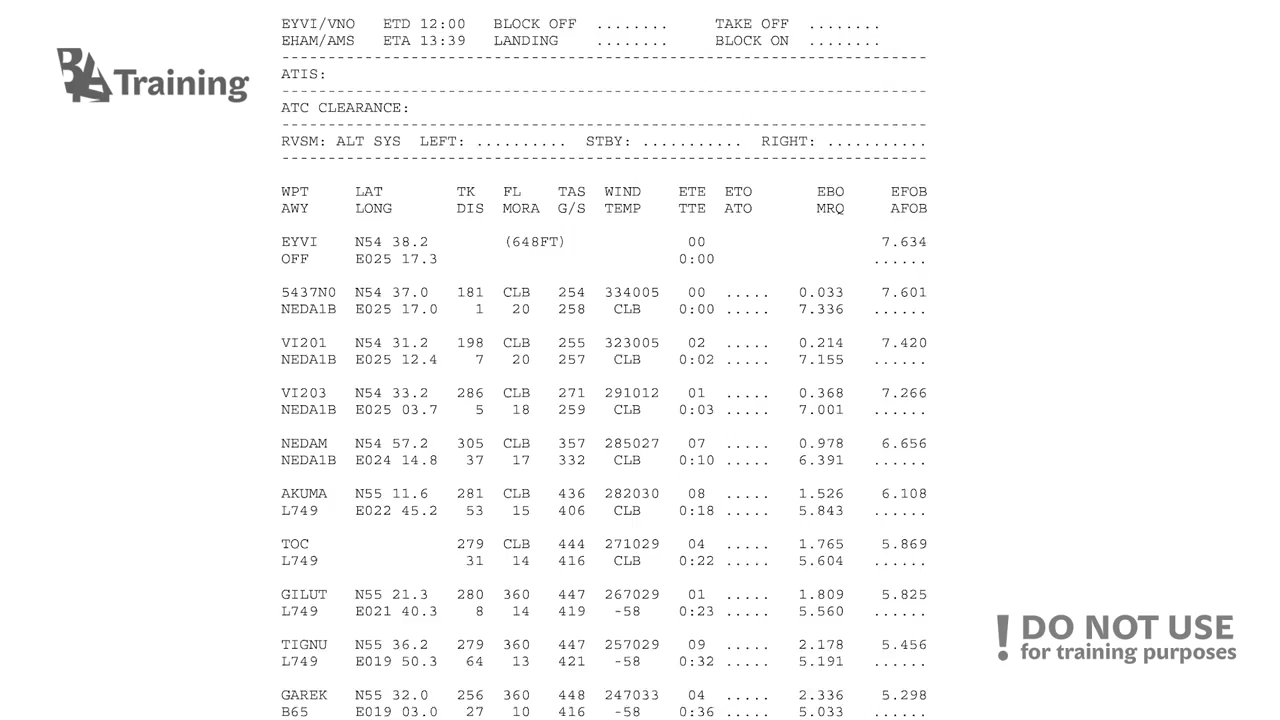 EYVI/VNO ETD 12:00 BLOCK OFF ........ TAKE OFF ........
EHAM/AMS ETA 13:39 LANDING ........ BLOCK ON ........
----------------------------------------------------------------------
BAA Training
ATIS:
----------------------------------------------------------------------
ATC CLEARANCE:
----------------------------------------------------------------------
RVSM: ALT SYS LEFT: .......... STBY: ........... RIGHT: ...........
----------------------------------------------------------------------
WPT LAT TK FL TAS WIND ETE ETO EBO EFOB
AWY LONG DIS MORA G/S TEMP TTE ATO MRQ AFOB
EYVI N54 38.2 (648FT) 00 7.634
OFF E025 17.3 0:00 ......
5437N0 N54 37.0 181 CLB 254 334005 00 ..... 0.033 7.601
NEDA1B E025 17.0 1 20 258 CLB 0:00 ..... 7.336 ......
VI201 N54 31.2 198 CLB 255 323005 02 ..... 0.214 7.420
NEDA1B E025 12.4 7 20 257 CLB 0:02 ..... 7.155 ......
VI203 N54 33.2 286 CLB 271 291012 01 ..... 0.368 7.266
NEDA1B E025 03.7 5 18 259 CLB 0:03 ..... 7.001 ......
NEDAM N54 57.2 305 CLB 357 285027 07 ..... 0.978 6.656
NEDA1B E024 14.8 37 17 332 CLB 0:10 ..... 6.391 ......
AKUMA N55 11.6 281 CLB 436 282030 08 ..... 1.526 6.108
L749 E022 45.2 53 15 406 CLB 0:18 ..... 5.843 ......
TOC 279 CLB 444 271029 04 ..... 1.765 5.869
L749 31 14 416 CLB 0:22 ..... 5.604 ......
GILUT N55 21.3 280 360 447 267029 01 ..... 1.809 5.825
L749 E021 40.3 8 14 419 -58 0:23 ..... 5.560 ......
TIGNU N55 36.2 279 360 447 257029 09 ..... 2.178 5.456
L749 E019 50.3 64 13 421 -58 0:32 ..... 5.191 ......
GAREK N55 32.0 256 360 448 247033 04 ..... 2.336 5.298
B65 E019 03.0 27 10 416 -58 0:36 ..... 5.033 ......
! DO NOT USE
for training purposes